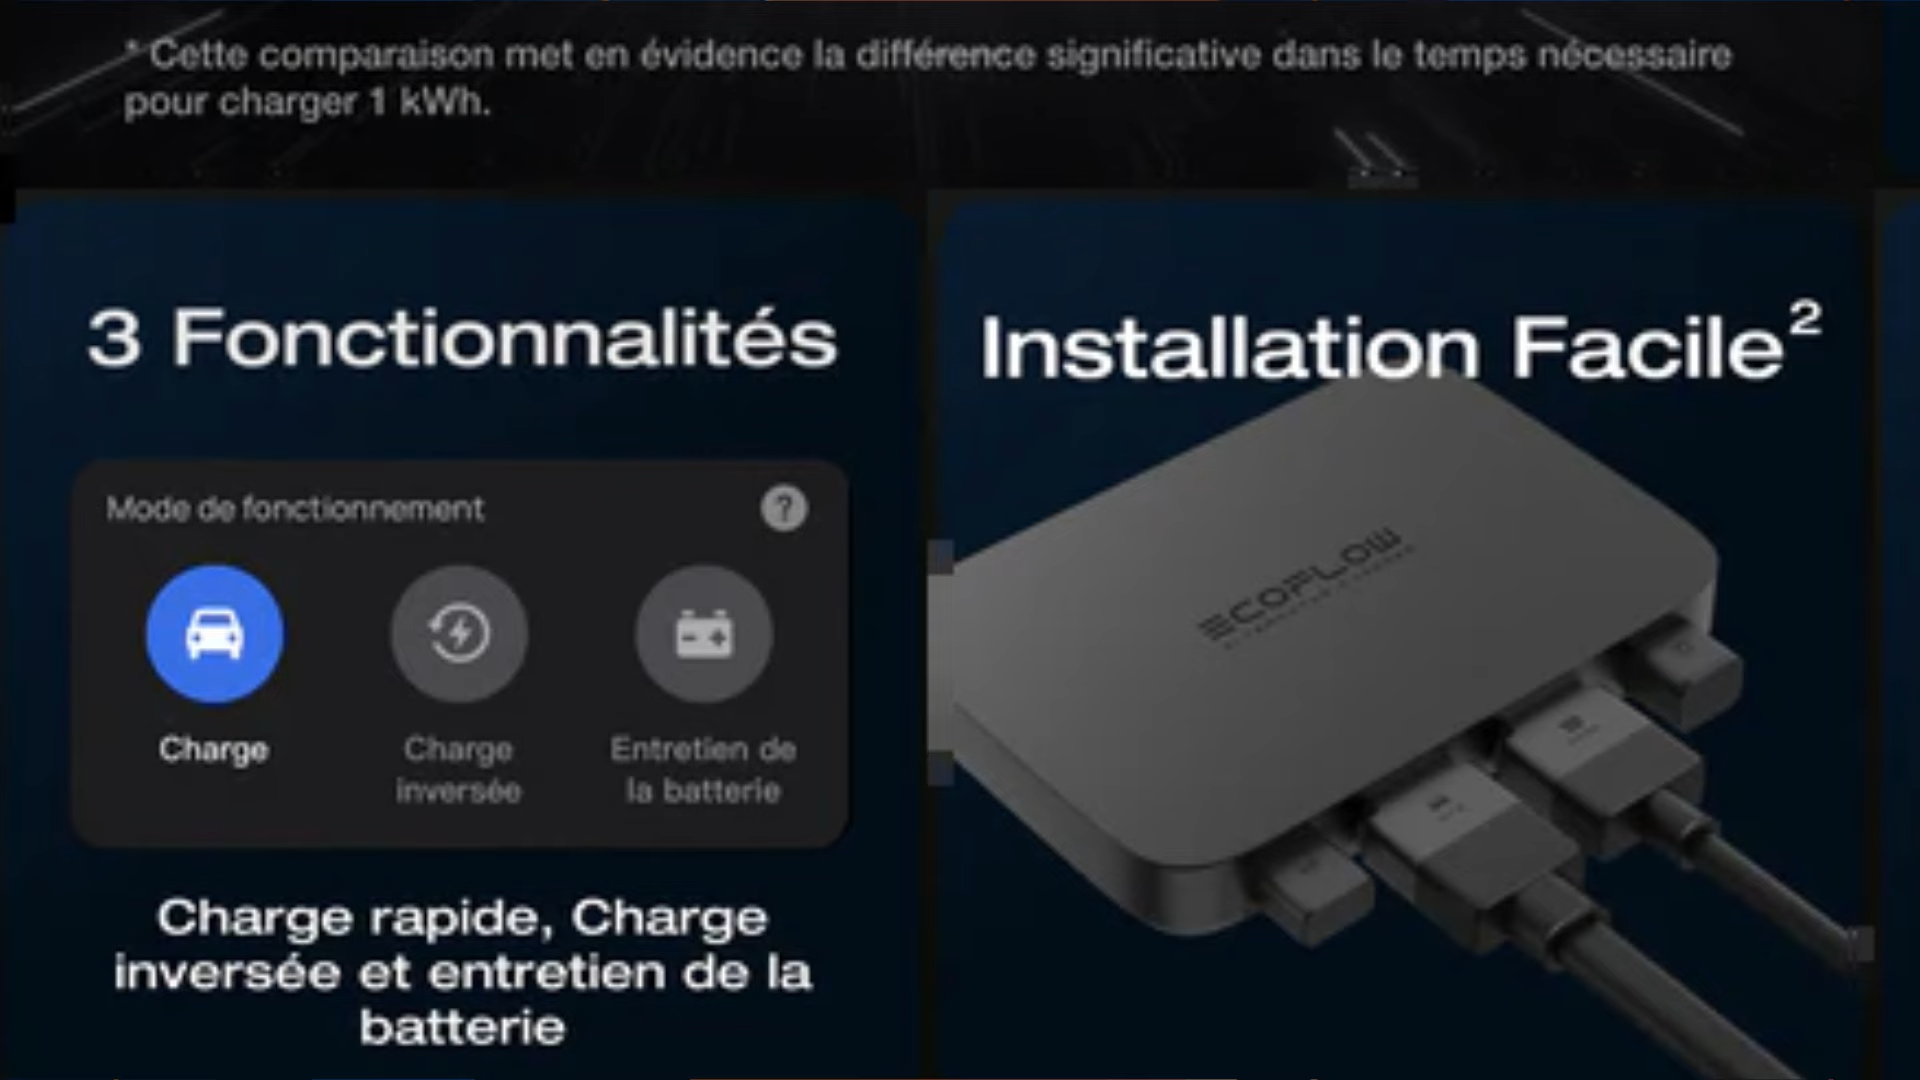 * Cette comparaison met en évidence la différence significative dans le temps nécessaire
pour charger 1 kWh.
3 Fonctionnalités
Mode de fonctionnement
?
Charge
Charge
inversée
Entretien de
la batterie
Charge rapide, Charge
inversée et entretien de la
batterie
Installation Facile²
ECOFLOW